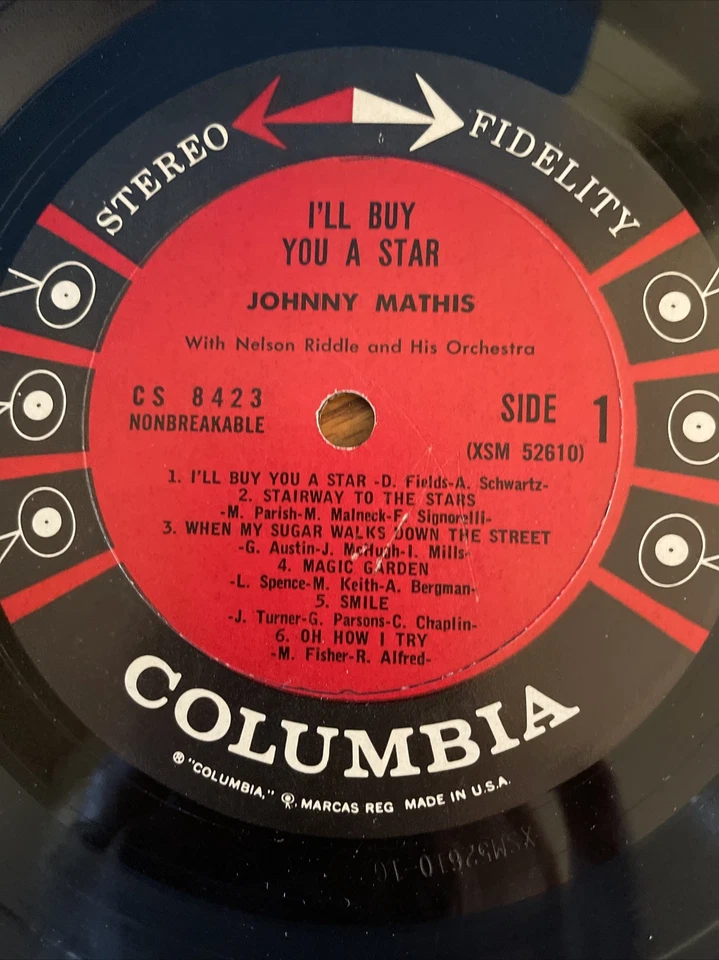 STEREO FIDELITY
I'LL BUY
YOU A STAR
JOHNNY MATHIS
With Nelson Riddle and His Orchestra
CS 8423
NONBREAKABLE
SIDE 1
(XSM 52610)
1. I'LL BUY YOU A STAR -D. Fields-A. Schwartz-
2. STAIRWAY TO THE STARS
-M. Parish-M. Malneck-F. Signorelli-
3. WHEN MY SUGAR WALKS DOWN THE STREET
-G. Austin-J. McHugh-I. Mills-
4. MAGIC GARDEN
-L. Spence-M. Keith-A. Bergman-
5. SMILE
-J. Turner-G. Parsons-C. Chaplin-
6. OH HOW I TRY
-M. Fisher-R. Alfred-
COLUMBIA
® "COLUMBIA," MARCAS REG MADE IN U.S.A.
XSM52610